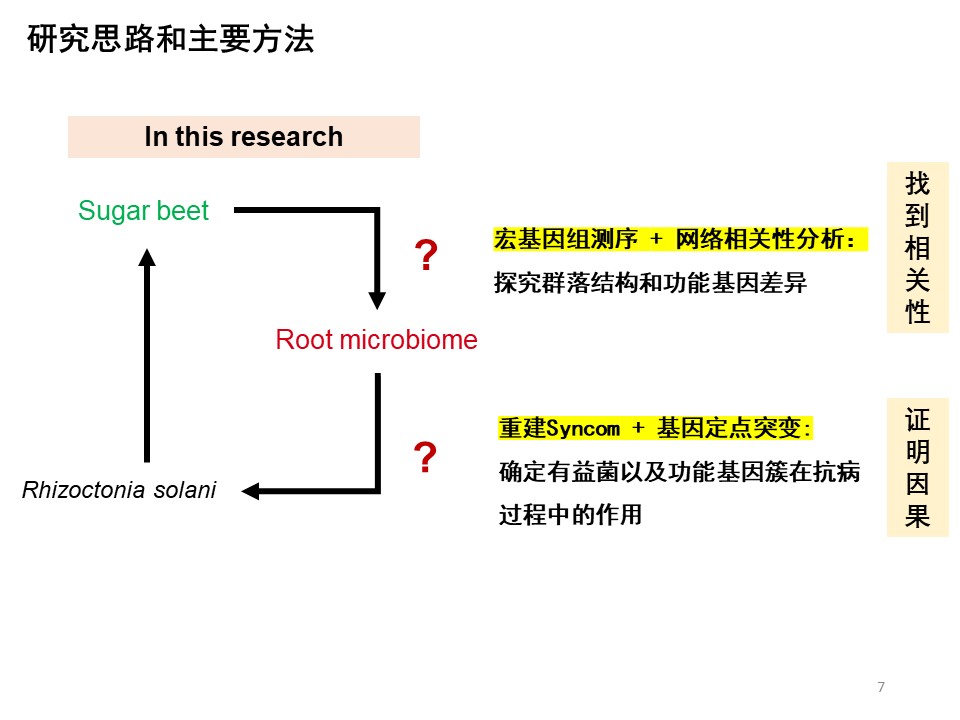 研究思路和主要方法
In this research
Sugar beet
?
宏基因组测序 + 网络相关性分析：
探究群落结构和功能基因差异
找到相关性
Root microbiome
?
重建Syncom + 基因定点突变:
确定有益菌以及功能基因簇在抗病
过程中的作用
证明因果
Rhizoctonia solani
7